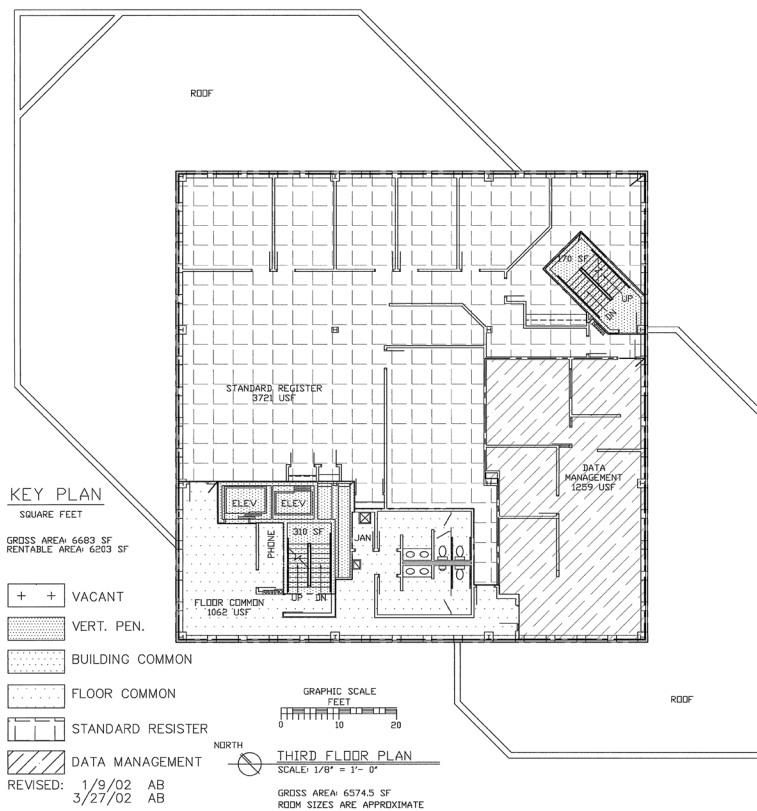 ROOF
170 SF
UP
DN
STANDARD REGISTER
3721 USF
DATA
MANAGEMENT
1259 USF
ELEV
ELEV
310 SF
PHONE
JAN
UP
DN
FLOOR COMMON
1062 USF
ROOF
KEY PLAN
SQUARE FEET
GROSS AREA: 6683 SF
RENTABLE AREA: 6203 SF
+ + VACANT
VERT. PEN.
BUILDING COMMON
FLOOR COMMON
STANDARD RESISTER
DATA MANAGEMENT
REVISED: 1/9/02 AB
3/27/02 AB
GRAPHIC SCALE
FEET
0 10 20
NORTH
THIRD FLOOR PLAN
SCALE: 1/8" = 1'- 0"
GROSS AREA: 6574.5 SF
ROOM SIZES ARE APPROXIMATE